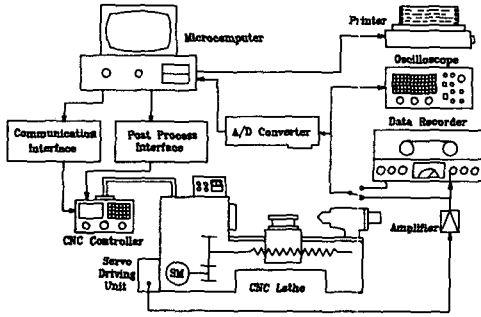 Microcomputer
Printer
Oscilloscope
Data Recorder
Communication
Interface
Post Process
Interface
A/D Converter
CNC Controller
Amplifier
Servo
Driving
Unit
SM
CNC Lathe